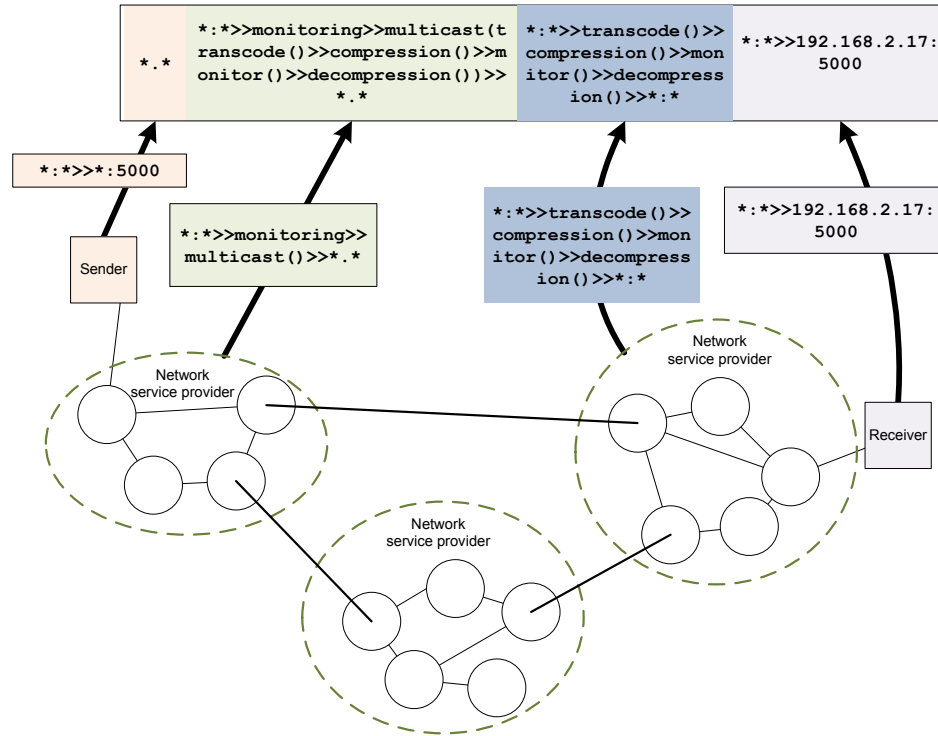 *.*
*:*>>monitoring>>multicast(t
ranscode()>>compression()>>m
onitor()>>decompression())>>
*.*
*:*>>transcode()>>
compression()>>mon
itor()>>decompress
ion()>>*:*
*:*>>192.168.2.17:
5000
*:*>>*:5000
*:*>>monitoring>>
multicast()>>*.*
*:*>>transcode()>>
compression()>>mon
itor()>>decompress
ion()>>*:*
*:*>>192.168.2.17:
5000
Sender
Network
service provider
Network
service provider
Receiver
Network
service provider